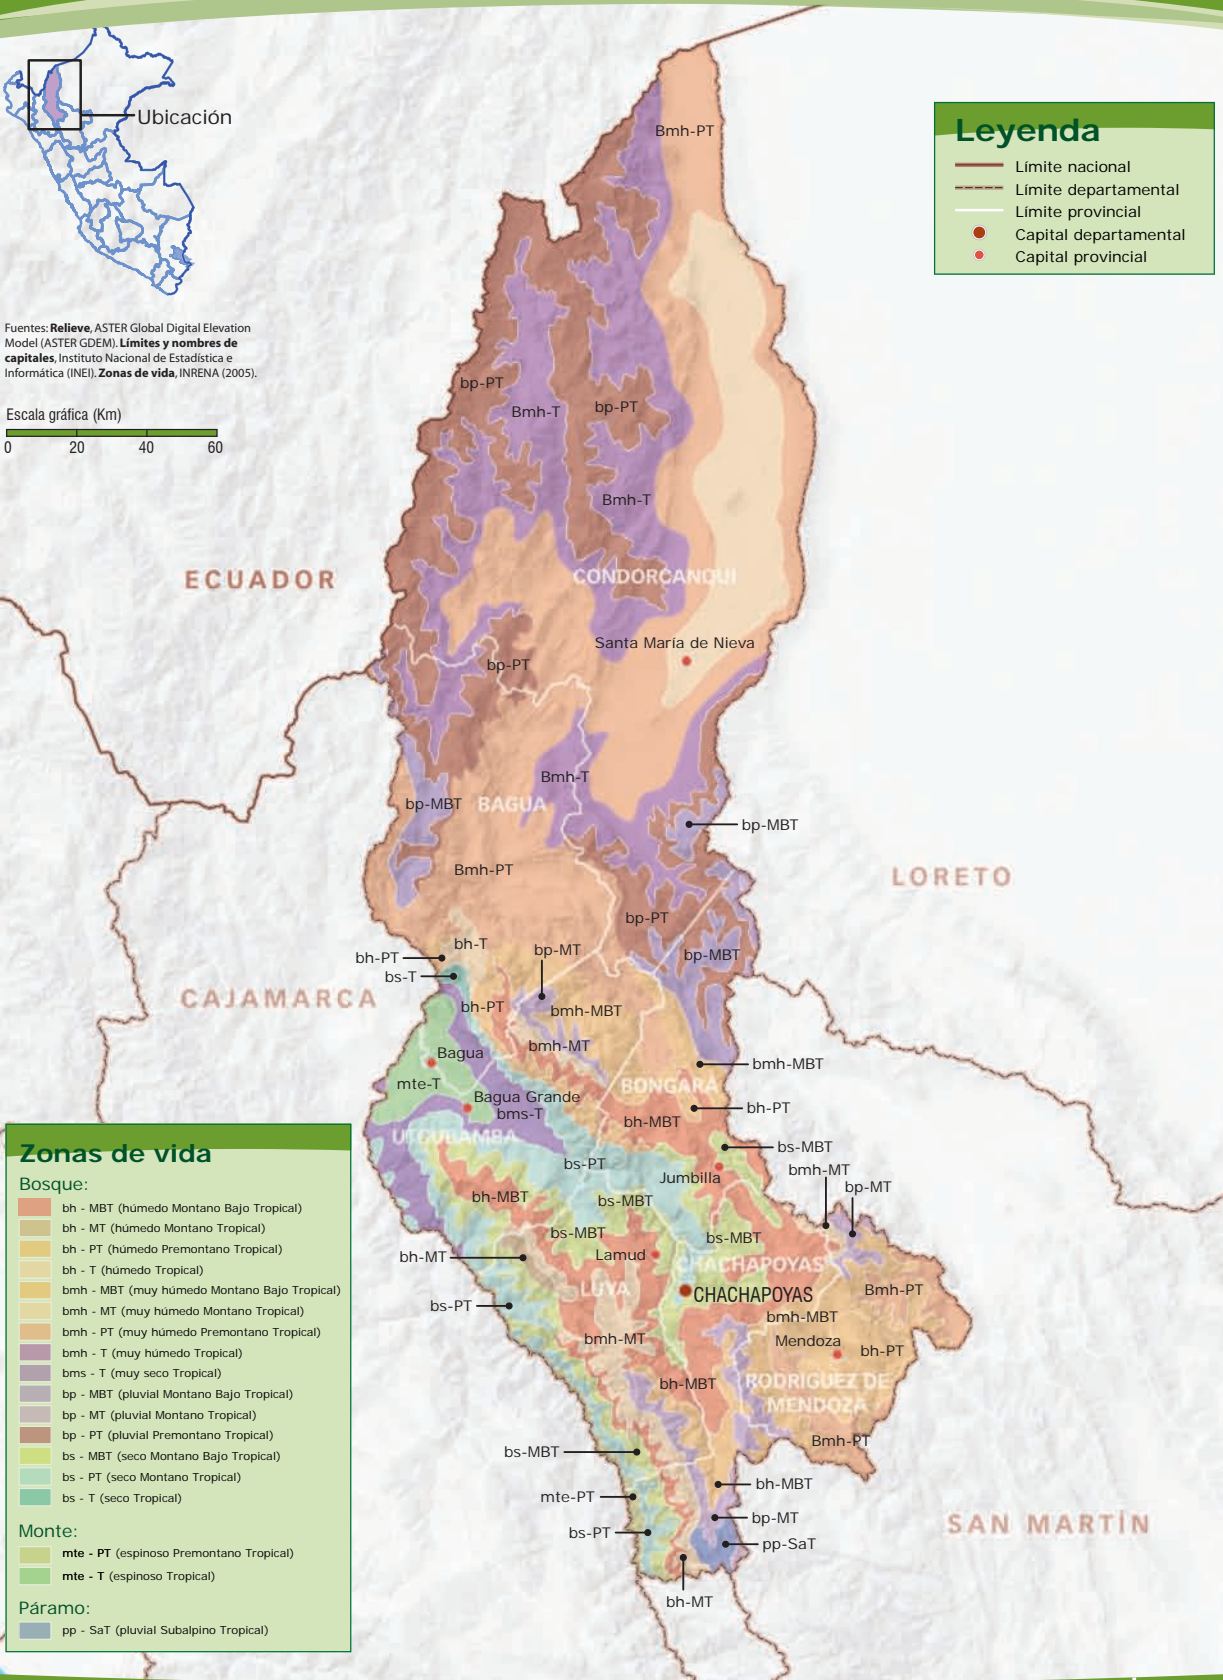 Ubicación
Leyenda
Límite nacional
Límite departamental
Límite provincial
Capital departamental
Capital provincial
Fuentes: Relieve, ASTER Global Digital Elevation
Model (ASTER GDEM). Límites y nombres de
capitales, Instituto Nacional de Estadística e
Informática (INEI). Zonas de vida, INRENA (2005).
Escala gráfica (Km)
0 20 40 60
Bmh-PT
bp-PT
Bmh-T
bp-PT
Bmh-T
CONDORCANQUI
ECUADOR
Santa María de Nieva
bp-PT
Bmh-T
bp-MBT
BAGUA
bp-MBT
Bmh-PT
LORETO
bp-PT
bh-T
bp-MT
bp-MBT
bh-PT
bs-T
CAJAMARCA
bh-PT
bmh-MBT
bmh-MT
Bagua
bmh-MBT
mte-T
BONGARÁ
Bagua Grande
bms-T
bh-PT
bh-MBT
UTCUBAMBA
bs-MBT
bs-PT
bmh-MT
Jumbilla
bp-MT
bh-MBT
bs-MBT
bs-MBT
bs-MBT
bh-MT
Lamud
CHACHAPOYAS
LUYA
CHACHAPOYAS
Bmh-PT
bs-PT
bmh-MBT
bmh-MT
Mendoza
bh-PT
bh-MBT
RODRIGUEZ DE
MENDOZA
Bmh-PT
bs-MBT
bh-MBT
mte-PT
bp-MT
bs-PT
pp-SaT
SAN MARTÍN
bh-MT
Zonas de vida
Bosque:
bh - MBT (húmedo Montano Bajo Tropical)
bh - MT (húmedo Montano Tropical)
bh - PT (húmedo Premontano Tropical)
bh - T (húmedo Tropical)
bmh - MBT (muy húmedo Montano Bajo Tropical)
bmh - MT (muy húmedo Montano Tropical)
bmh - PT (muy húmedo Premontano Tropical)
bmh - T (muy húmedo Tropical)
bms - T (muy seco Tropical)
bp - MBT (pluvial Montano Bajo Tropical)
bp - MT (pluvial Montano Tropical)
bp - PT (pluvial Premontano Tropical)
bs - MBT (seco Montano Bajo Tropical)
bs - PT (seco Montano Tropical)
bs - T (seco Tropical)
Monte:
mte - PT (espinoso Premontano Tropical)
mte - T (espinoso Tropical)
Páramo:
pp - SaT (pluvial Subalpino Tropical)